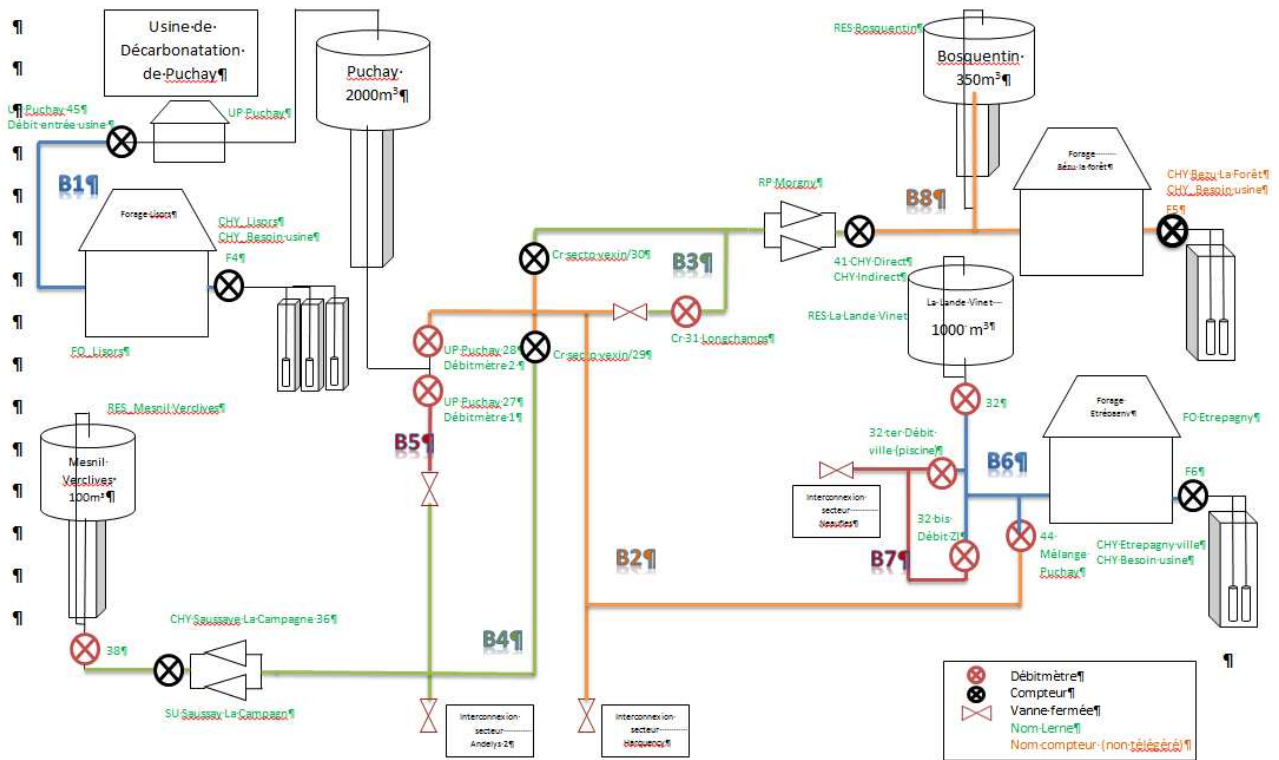 Usine de
Décarbonatation
de Puchay¶
UP Puchay 45¶
Débit entrée usine¶
UP Puchay¶
Puchay
2000m³¶
B1¶
Forage Lisors¶
CHY_Lisors¶
CHY_Besoin usine¶
F4¶
FO_Lisors¶
RES_Mesnil Verclives¶
Mesnil
Verclives
100m³¶
38¶
CHY Saussaye La Campagne 36¶
SU Saussay La Campagn¶
UP Puchay 28¶
Débitmètre 2¶
UP Puchay 27¶
Débitmètre 1¶
B5¶
B4¶
Cr secto vexin/30¶
Cr secto vexin/29¶
B3¶
Cr 31 Longchamps¶
B2¶
RP Morgny¶
41 CHY Direct¶
CHY Indirect¶
RES Bosquentin¶
Bosquentin
350m³¶
B8¶
Forage
Bézu la forêt¶
CHY Bezu La Forêt¶
CHY_Besoin usine¶
F5¶
La Lande Vinet
1000 m³¶
RES La Lande Vinet
32¶
32 ter Débit
ville (piscine)¶
B6¶
Interconnexion
secteur
Neaufles¶
32 bis
Débit ZI¶
B7¶
44
Mélange
Puchay¶
Forage
Etrépagny¶
FO Etrepagny¶
F6¶
CHY Etrepagny ville¶
CHY Besoin usine¶
Interconnexion
secteur
Andelys 2¶
Interconnexion
secteur
Harquency¶
Débitmètre¶
Compteur¶
Vanne fermée¶
Nom Lerne¶
Nom compteur (non télégéré)¶